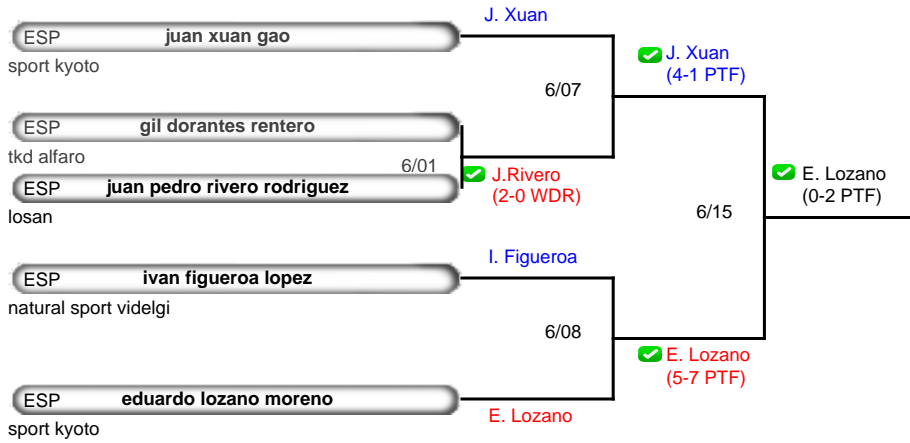 J. Xuan
ESP juan xuan gao
sport kyoto
J. Xuan
(4-1 PTF)
6/07
ESP gil dorantes rentero
tkd alfaro
6/01
J.Rivero
(2-0 WDR)
ESP juan pedro rivero rodriguez
losan
E. Lozano
(0-2 PTF)
6/15
I. Figueroa
ESP ivan figueroa lopez
natural sport videlgi
6/08
E. Lozano
(5-7 PTF)
ESP eduardo lozano moreno
E. Lozano
sport kyoto